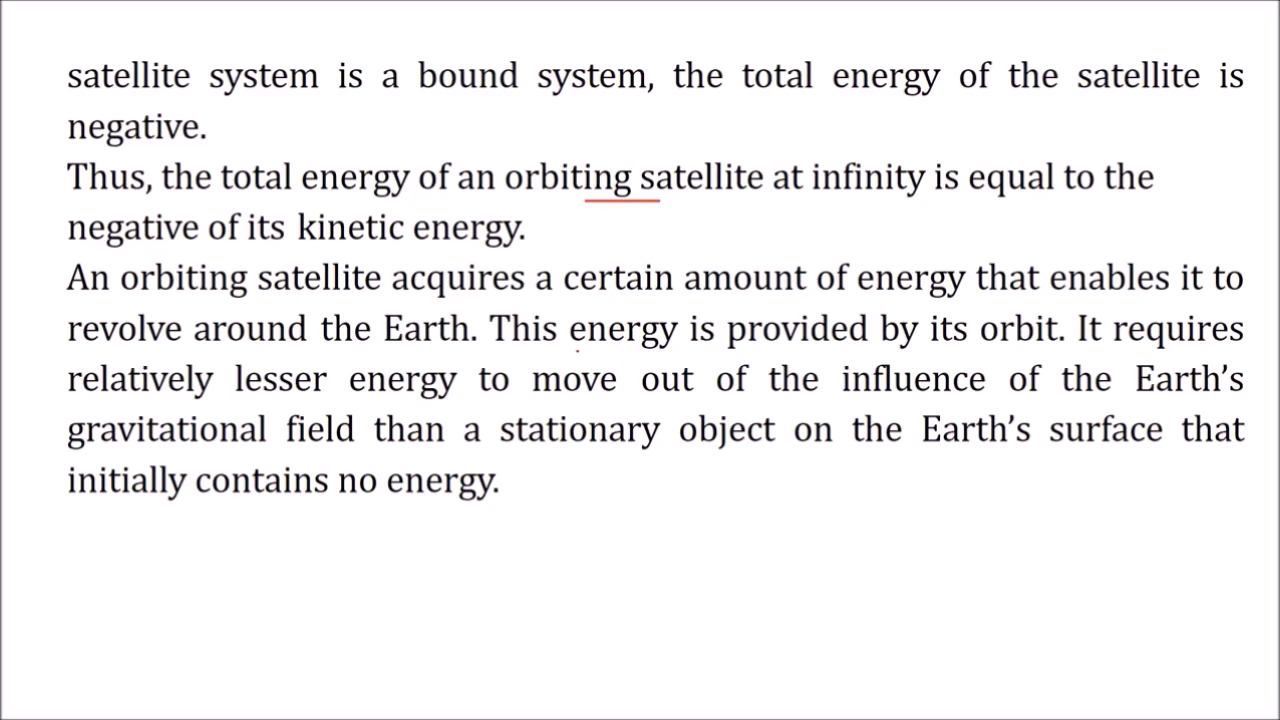 satellite system is a bound system, the total energy of the satellite is
negative.
Thus, the total energy of an orbiting satellite at infinity is equal to the
negative of its kinetic energy.
An orbiting satellite acquires a certain amount of energy that enables it to
revolve around the Earth. This energy is provided by its orbit. It requires
relatively lesser energy to move out of the influence of the Earth’s
gravitational field than a stationary object on the Earth’s surface that
initially contains no energy.